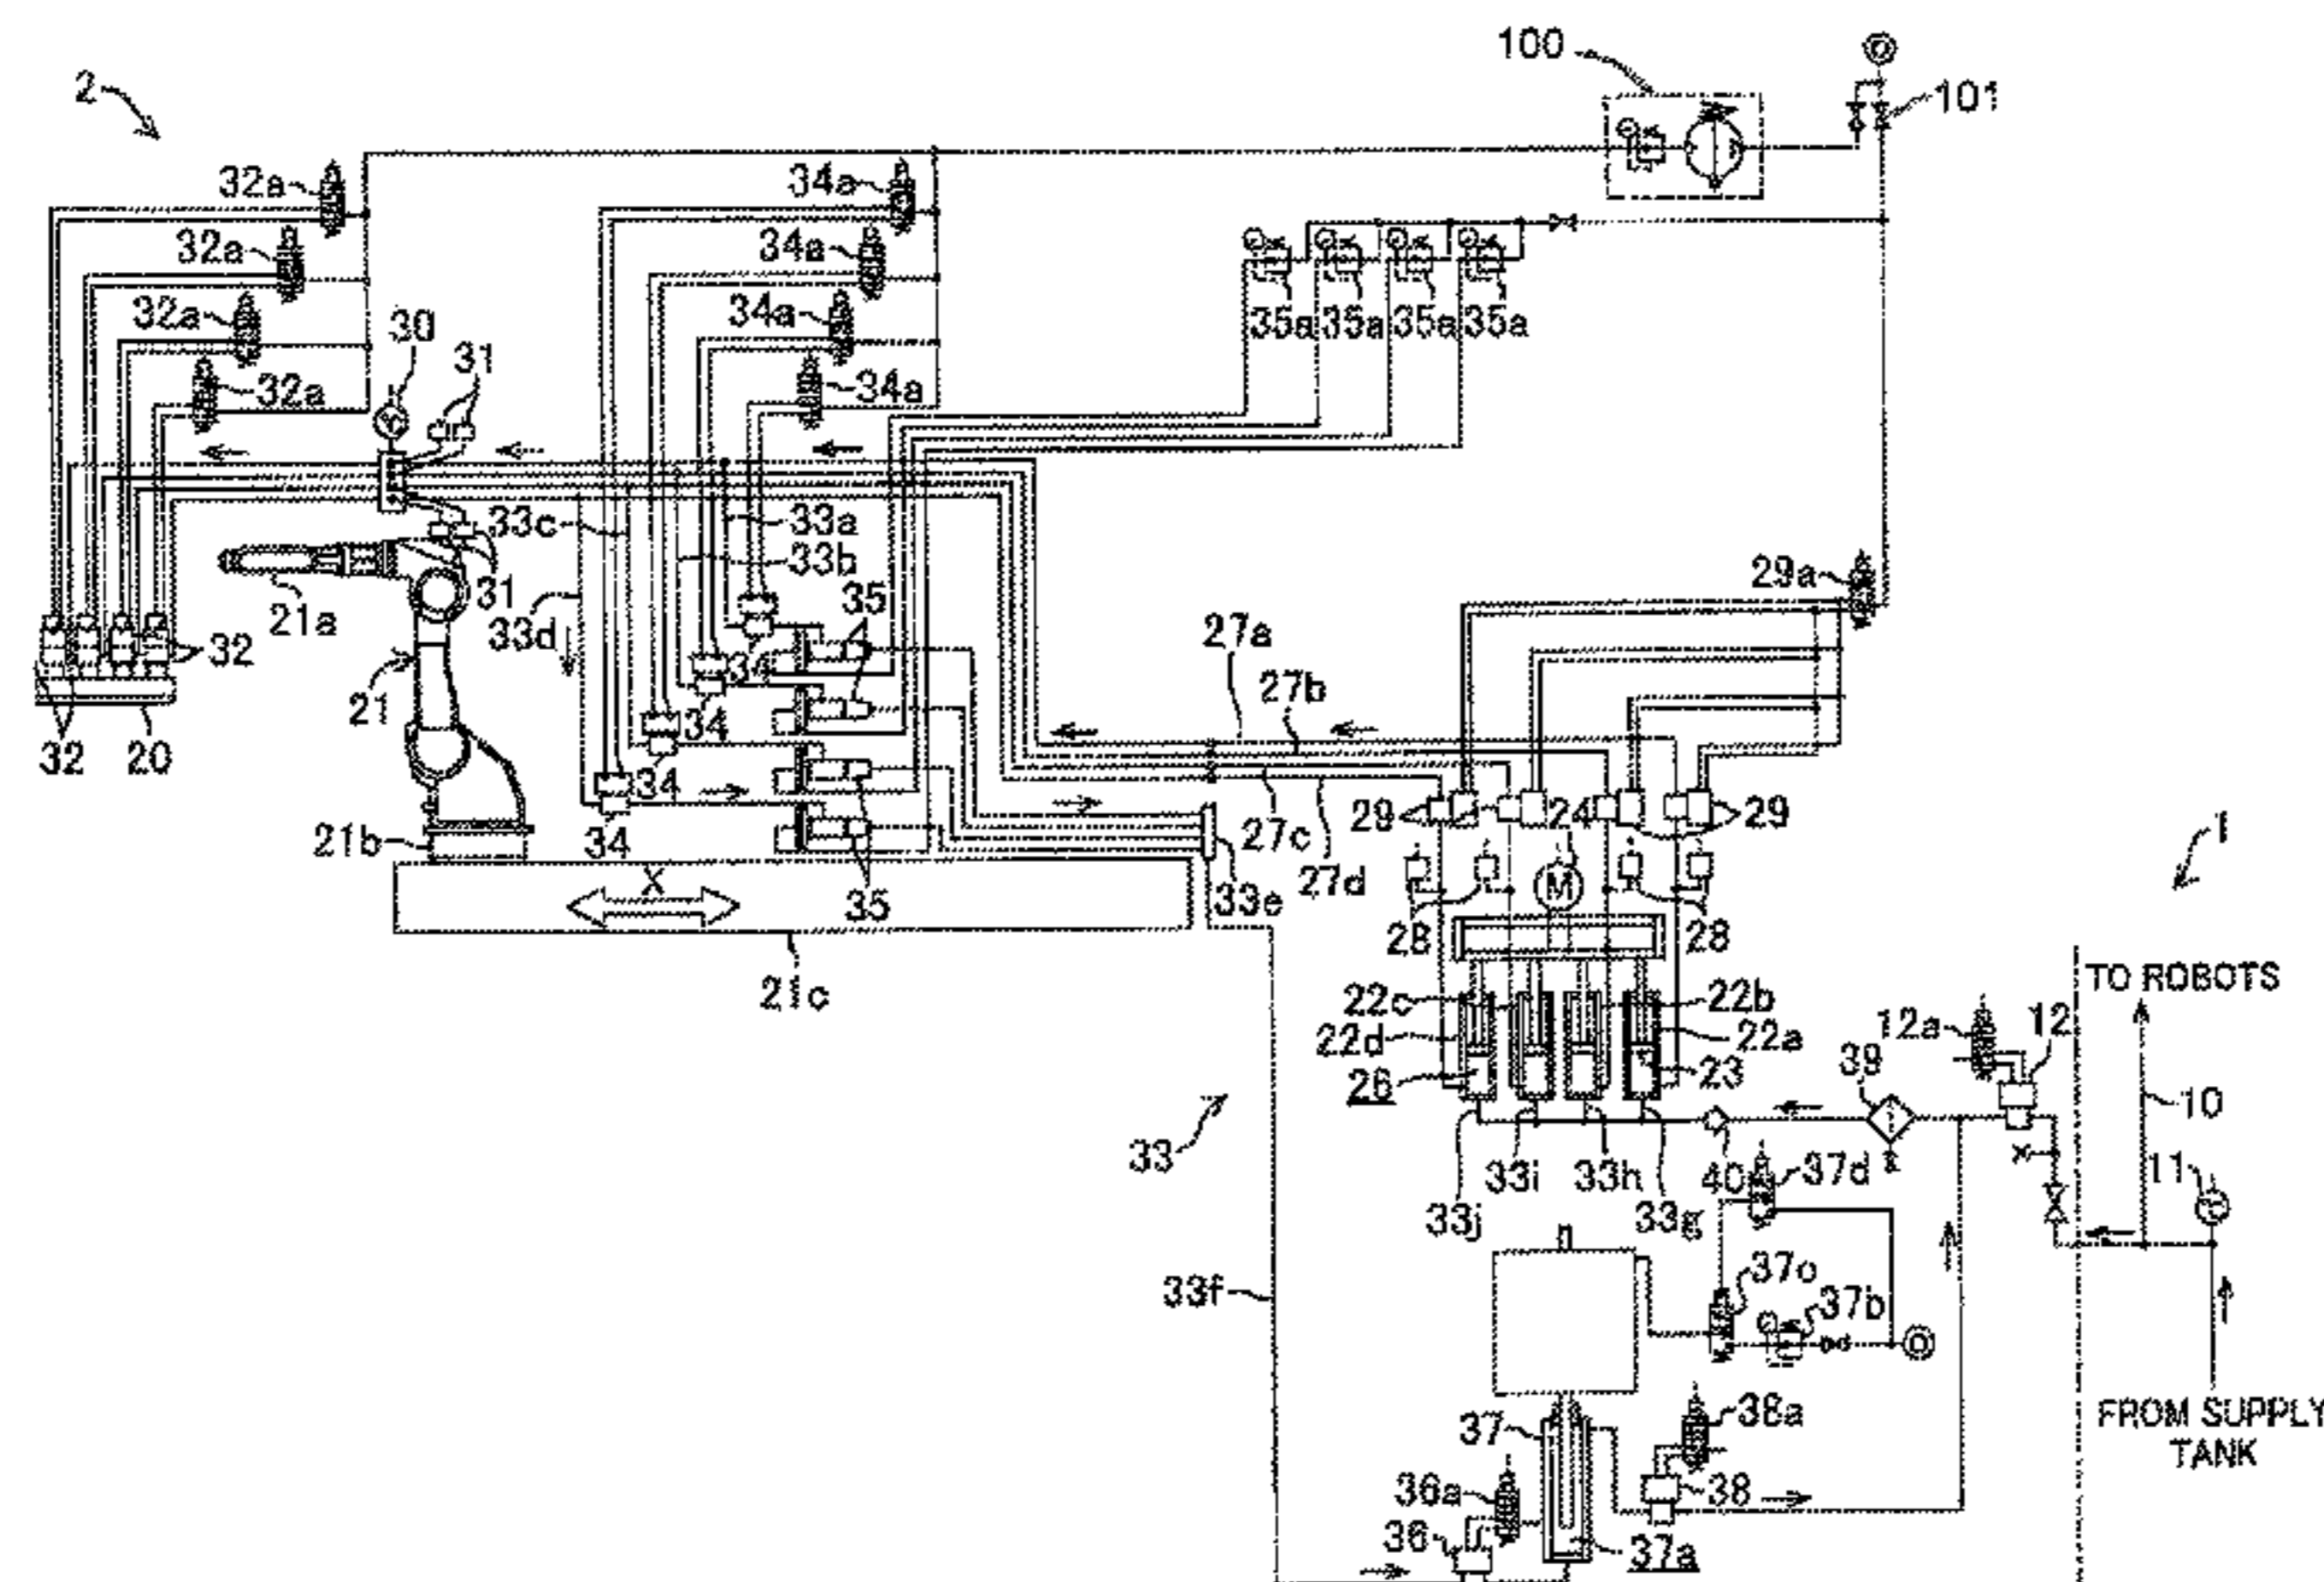 100
101
2
32a
34a
32a
34a
32a
34a
30
31
35a
35a
35a
35a
32a
34a
33c
33a
33b
29a
31
21a
33d
35
27a
32
34
27b
21
34
32
20
34
29
24
29
27c
21b
34
27d
1
X
35
33e
M
28
28
21c
TO ROBOTS
22c
22b
12a
12
22d
22a
39
26
23
10
33
33i
33h
40
37d
11
33j
33g
33f
37c
37b
FROM SUPPLY
TANK
37
38a
36a
38
36
37a